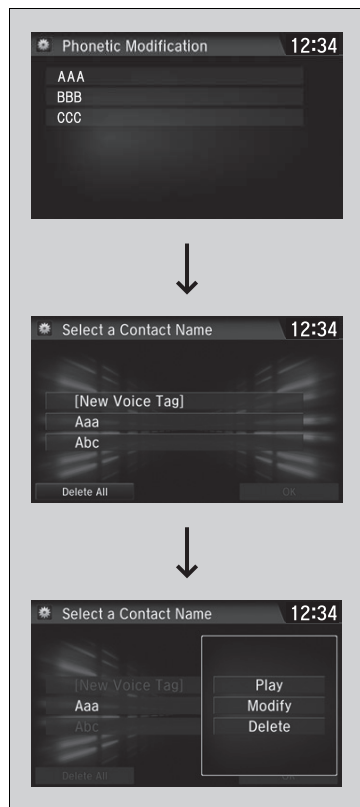 Phonetic Modification 12:34
AAA
BBB
CCC
Select a Contact Name 12:34
[New Voice Tag]
Aaa
Abc
Delete All OK
Select a Contact Name 12:34
[New Voice Tag] Play
Aaa Modify
Abc Delete
Delete All OK